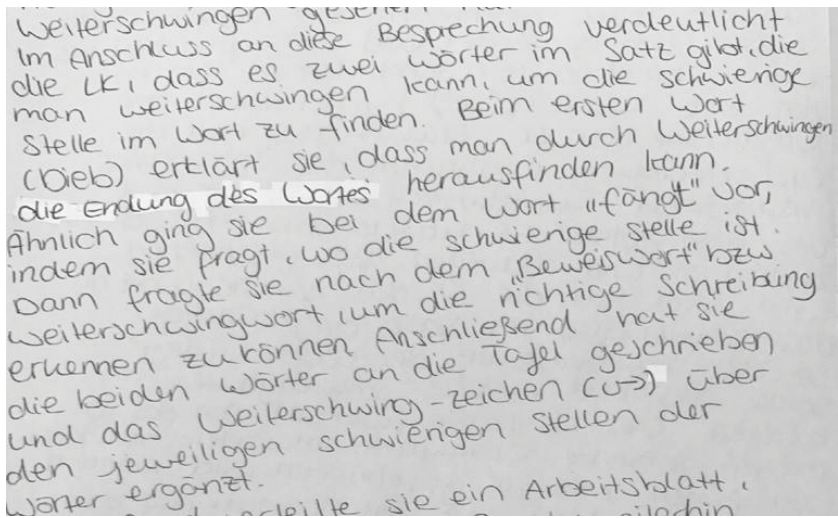 Weiterschwingen
Im Anschluss an diese Besprechung verdeutlicht
die LK, dass es zwei Wörter im Satz gibt, die
man weiterschwingen kann, um die schwierige
Stelle im Wort zu finden. Beim ersten Wort
(Dieb) erklärt sie, dass man durch Weiterschwingen
die Endung des Wortes herausfinden kann.
Ähnlich ging sie bei dem Wort "fängt" vor,
indem sie fragt, wo die schwierige Stelle ist.
Dann fragte sie nach dem "Beweiswort" bzw
Weiterschwingwort, um die richtige Schreibung
erkennen zu können. Anschließend hat sie
die beiden Wörter an die Tafel geschrieben
und das Weiterschwing-zeichen (u→) über
den jeweiligen schwierigen Stellen der
Wörter ergänzt.
sie ein Arbeitsblatt,